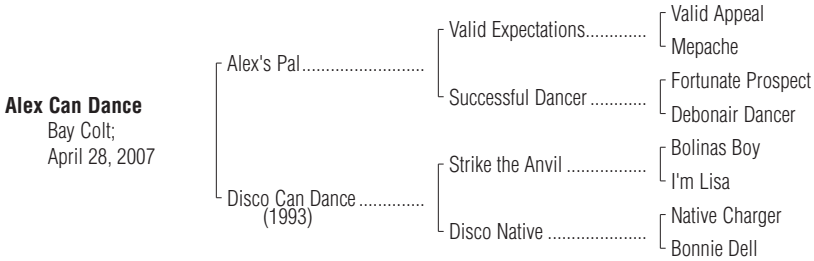 Alex Can Dance
Bay Colt;
April 28, 2007
Alex's Pal
Disco Can Dance
(1993)
Valid Expectations
Successful Dancer
Strike the Anvil
Disco Native
Valid Appeal
Mepache
Fortunate Prospect
Debonair Dancer
Bolinas Boy
I'm Lisa
Native Charger
Bonnie Dell